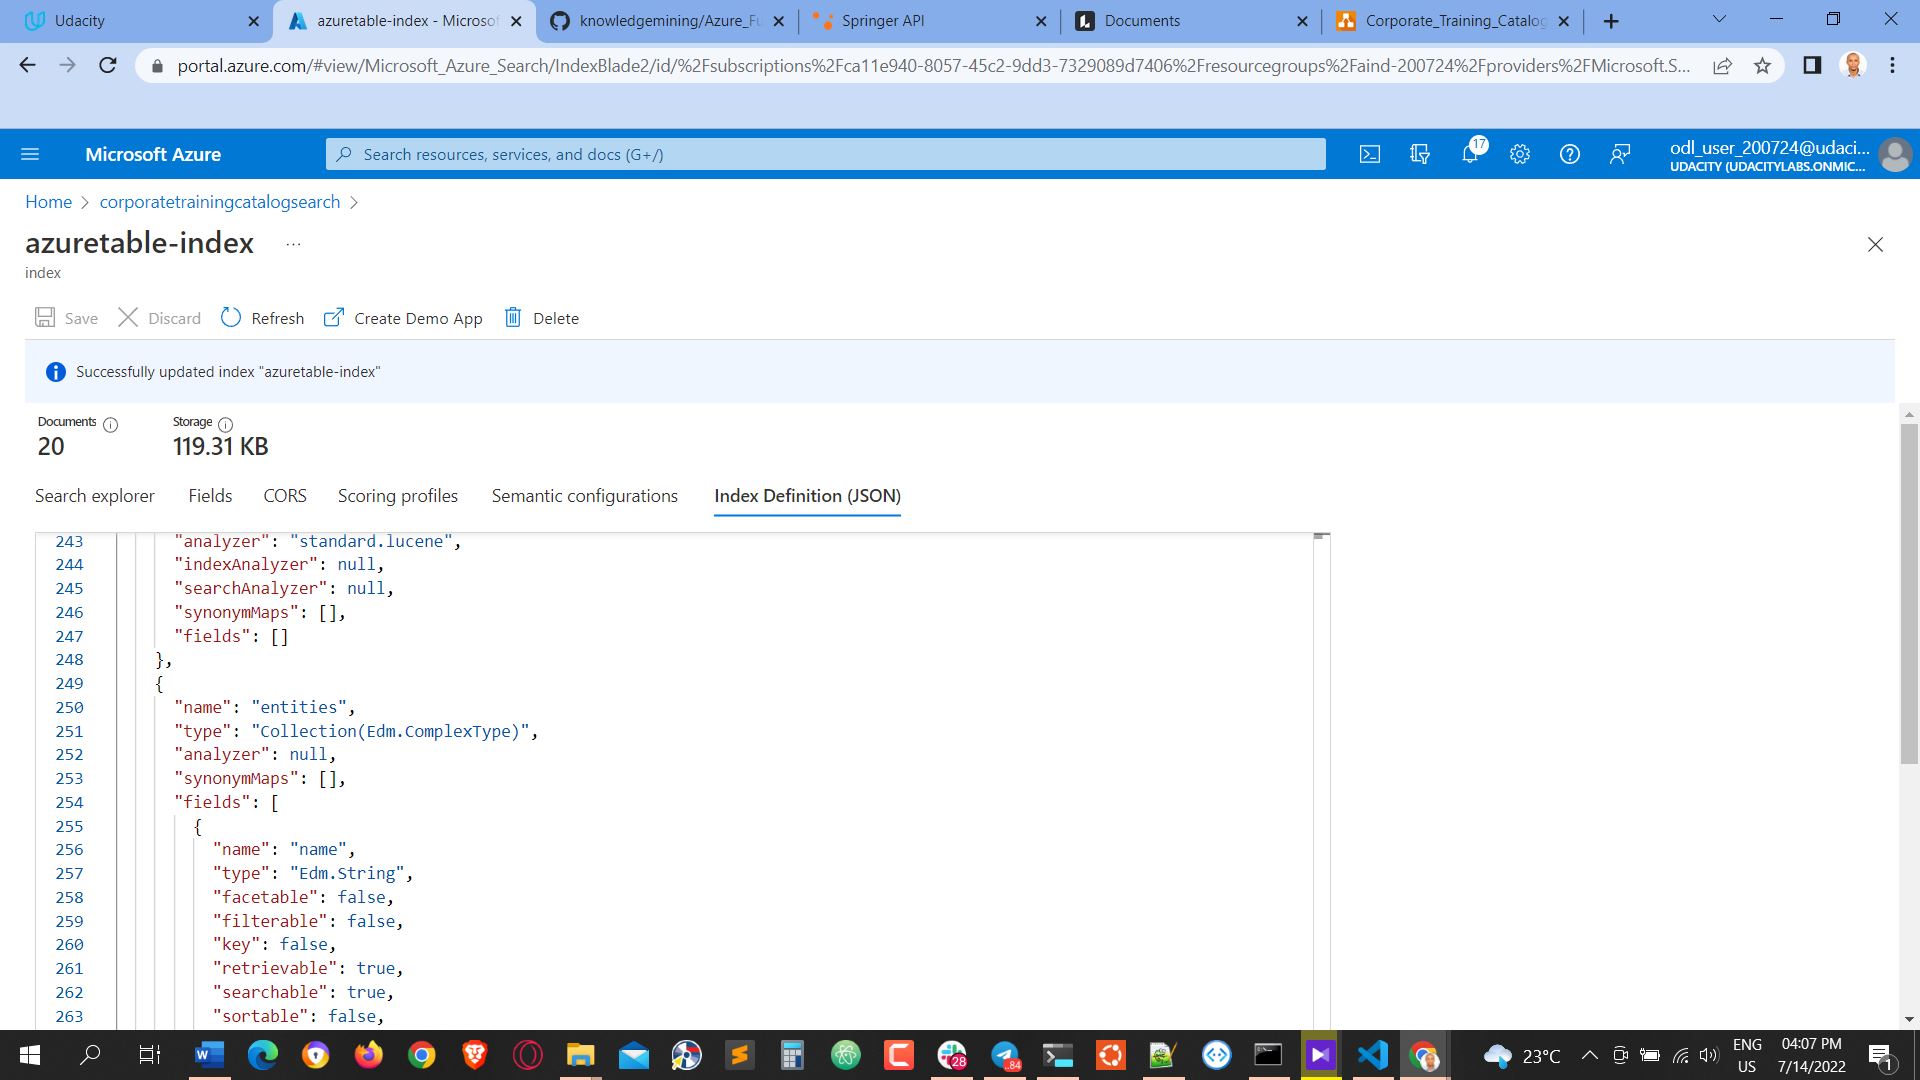 Udacity
azuretable-index - Microsof
knowledgemining/Azure_Fu
Springer API
Documents
Corporate_Training_Catalog
portal.azure.com/#view/Microsoft_Azure_Search/IndexBlade2/id/%2Fsubscriptions%2Fca11e940-8057-45c2-9dd3-7329089d7406%2Fresourcegroups%2Faind-200724%2Fproviders%2FMicrosoft.S...
Microsoft Azure
Search resources, services, and docs (G+/)
17
odl_user_200724@udaci...
UDACITY (UDACITYLABS.ONMIC...
Home > corporatetrainingcatalogsearch >
azuretable-index ...
index
Save Discard Refresh Create Demo App Delete
Successfully updated index "azuretable-index"
Documents Storage
20 119.31 KB
Search explorer Fields CORS Scoring profiles Semantic configurations Index Definition (JSON)
243 "analyzer": "standard.lucene",
244 "indexAnalyzer": null,
245 "searchAnalyzer": null,
246 "synonymMaps": [],
247 "fields": []
248 },
249 {
250 "name": "entities",
251 "type": "Collection(Edm.ComplexType)",
252 "analyzer": null,
253 "synonymMaps": [],
254 "fields": [
255 {
256 "name": "name",
257 "type": "Edm.String",
258 "facetable": false,
259 "filterable": false,
260 "key": false,
261 "retrievable": true,
262 "searchable": true,
263 "sortable": false,
28
84
23°C
ENG
US
04:07 PM
7/14/2022
1